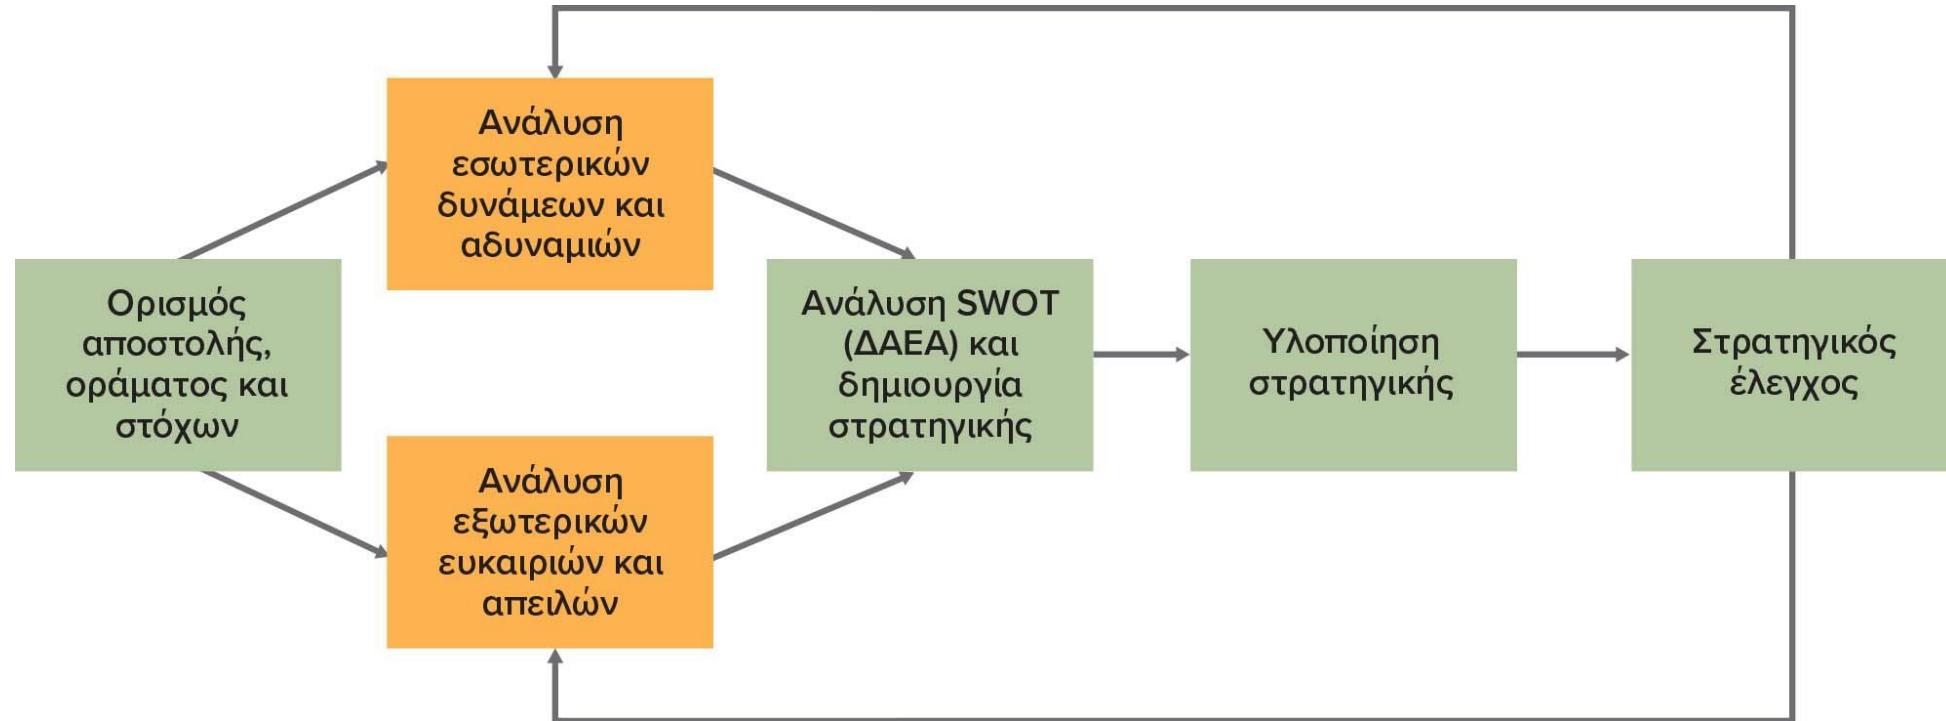 Ορισμός
αποστολής,
οράματος και
στόχων
Ανάλυση
εσωτερικών
δυνάμεων και
αδυναμιών
Ανάλυση
εξωτερικών
ευκαιριών και
απειλών
Ανάλυση SWOT
(ΔΑΕΑ) και
δημιουργία
στρατηγικής
Υλοποίηση
στρατηγικής
Στρατηγικός
έλεγχος